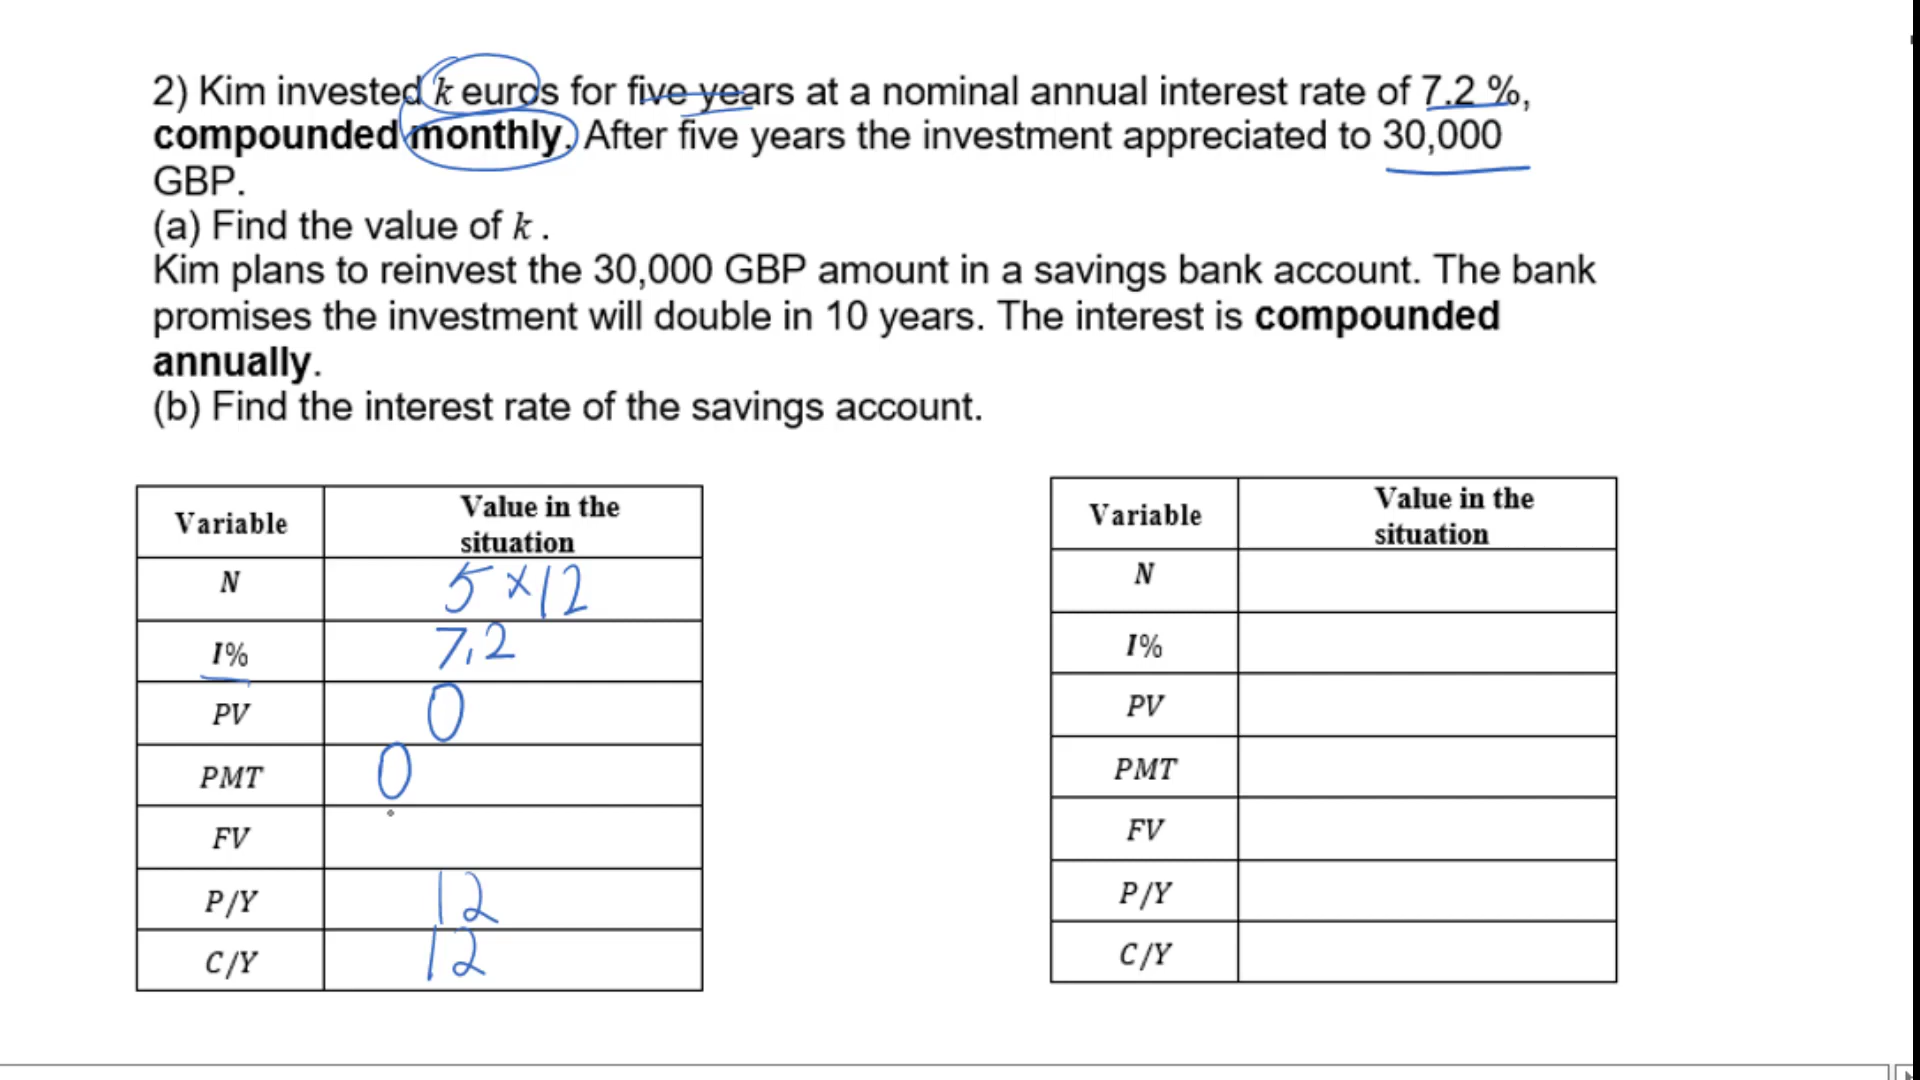 2) Kim invested k euros for five years at a nominal annual interest rate of 7.2 %,
compounded monthly. After five years the investment appreciated to 30,000
GBP.
(a) Find the value of k .
Kim plans to reinvest the 30,000 GBP amount in a savings bank account. The bank
promises the investment will double in 10 years. The interest is compounded
annually.
(b) Find the interest rate of the savings account.
Variable
Value in the
situation
N
5 × 12
I%
7.2
PV
0
PMT
0
FV
P/Y
12
C/Y
12
Variable
Value in the
situation
N
I%
PV
PMT
FV
P/Y
C/Y